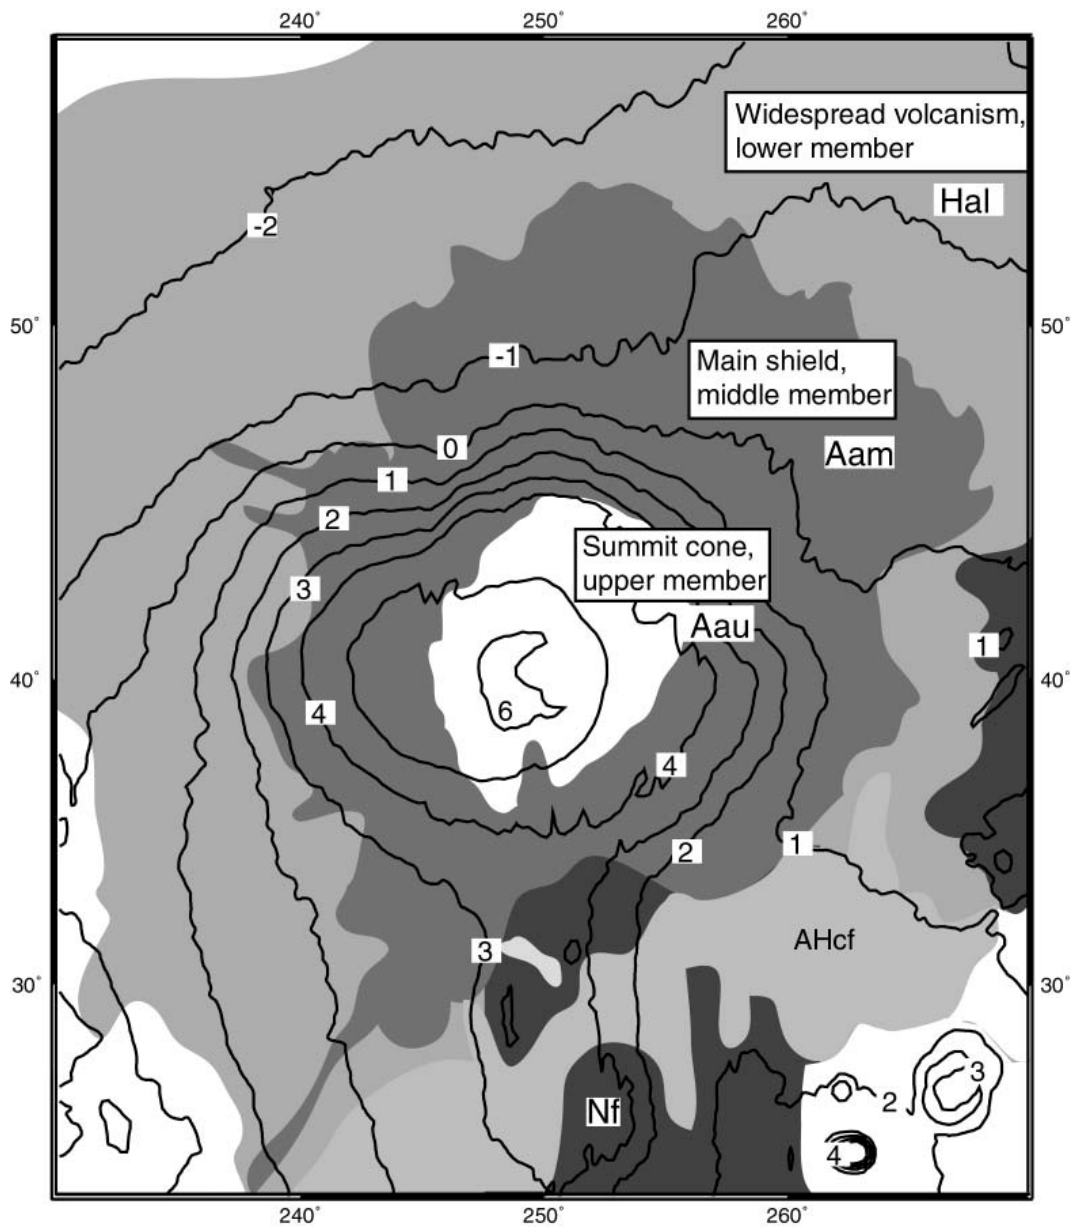 240° 250° 260°
Widespread volcanism,
lower member
Hal
-2
50° 50°
-1
Main shield,
middle member
0
Aam
1
2
Summit cone,
upper member
3
Aau
1
40° 40°
6
4
4
1
2
AHcf
3
30° 30°
3
2
Nf
4
240° 250° 260°